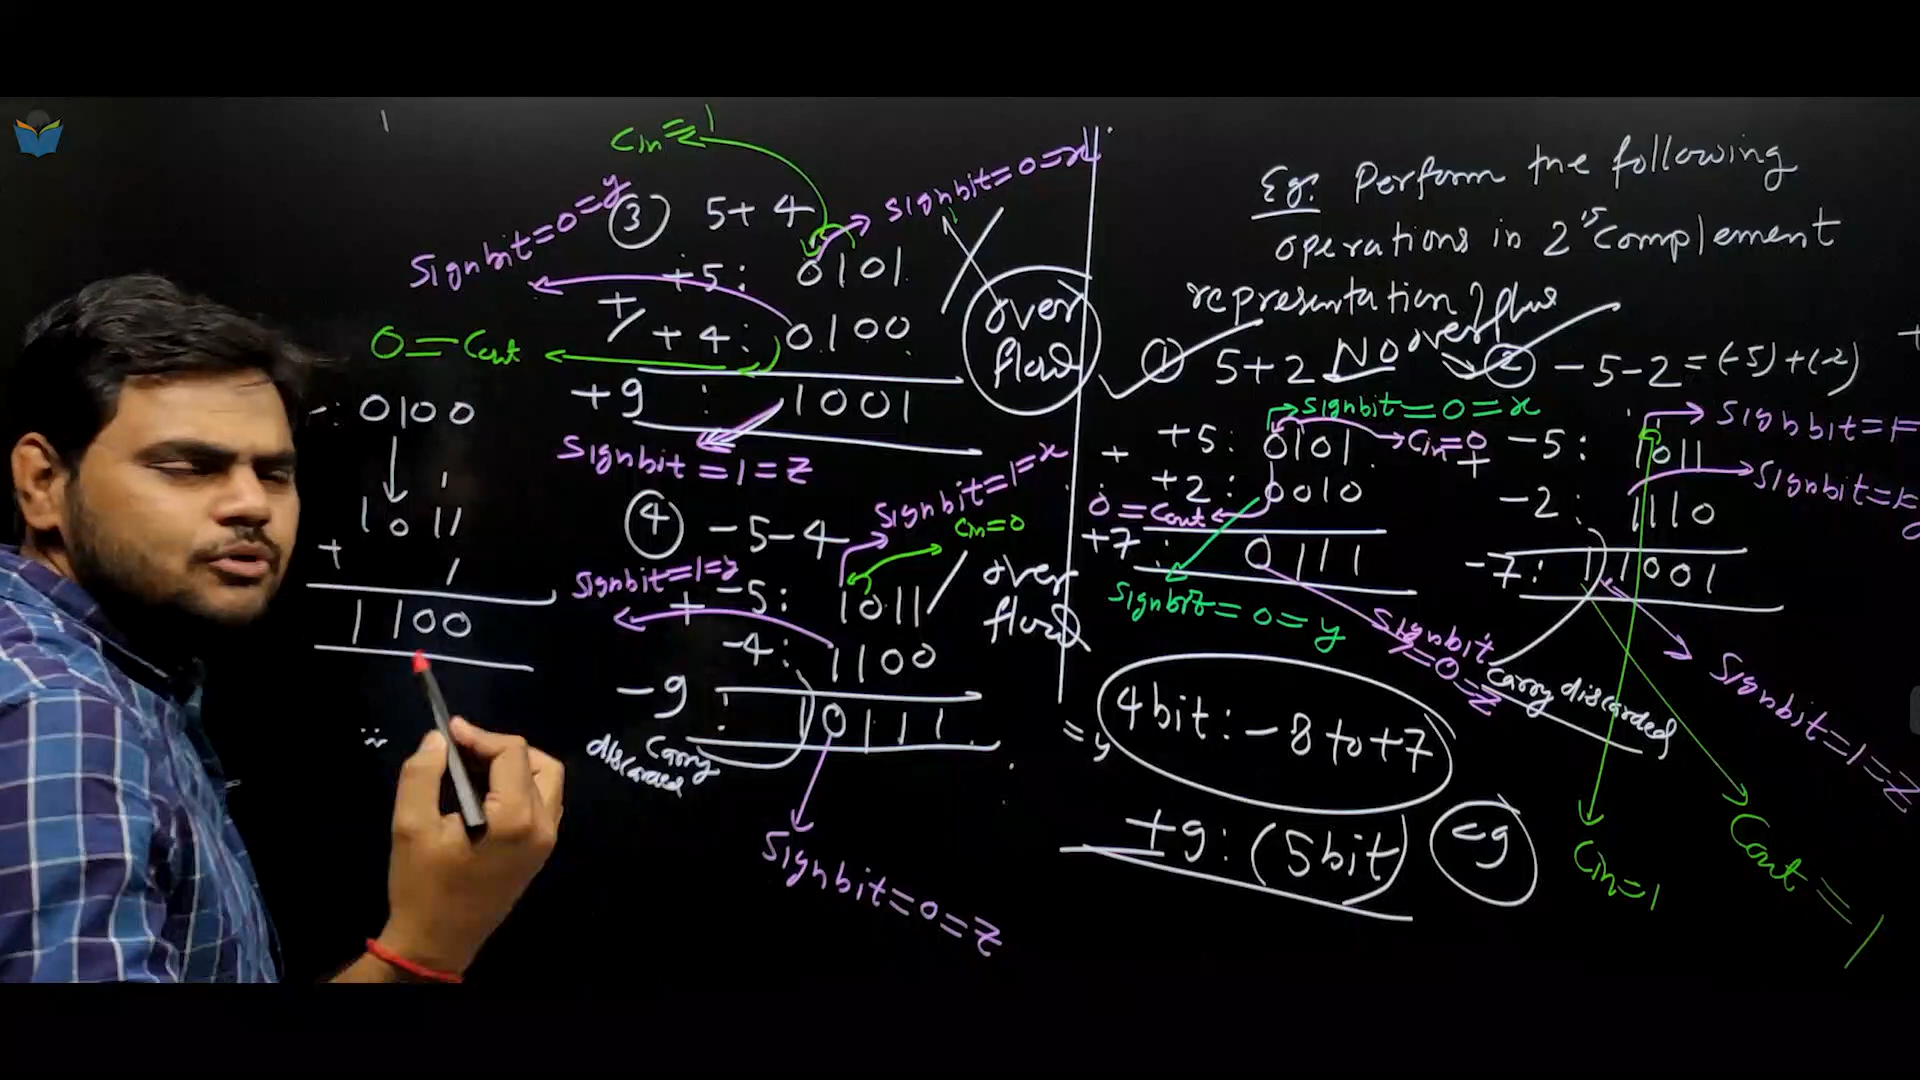 Eg: Perform the following
operations in 2's Complement
representation?
① 5+2 No overflow
+5: 0101
Signbit=0=x
Cin=0
+
+2: 0010
0=Cout
+7: 0111
Signbit=0=y
Signbit=0=z
② -5-2=(-5)+(-2)
-5: 1011
Signbit=1=
+
-2: 1110
Signbit=1=y
-7: 11001
Carry discarded
Signbit=1=z
Cin=1
Cout=1
③ 5+4
Cin=1
Signbit=0=x
Signbit=0=y
+5: 0101
+
+4: 0100
0=Cout
+9: 1001
Signbit=1=z
over
flow
④ -5-4
Signbit=1=x
Cin=0
-5: 1011
+
Signbit=1=
-4: 1100
-9: 10111
Carry
discarded
Signbit=0=z
over
flow
=y
4bit: -8 to +7
+9: (5bit)
-9
: 0100
1
1011
+
1
1100